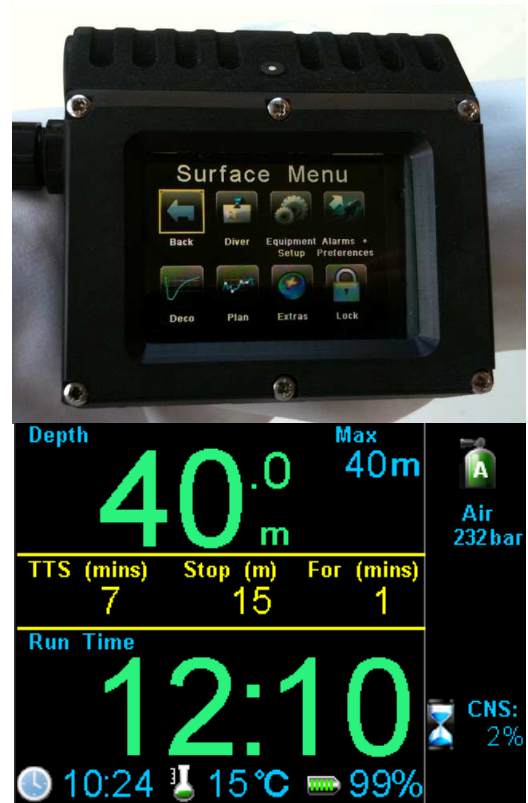 Surface Menu
Back Diver Equipment Setup Alarms + Preferences
Deco Plan Extras Lock
Depth Max
40.0 m 40m
A
Air
232bar
TTS (mins) Stop (m) For (mins)
7 15 1
Run Time
12:10
CNS:
2%
10:24 15°C 99%